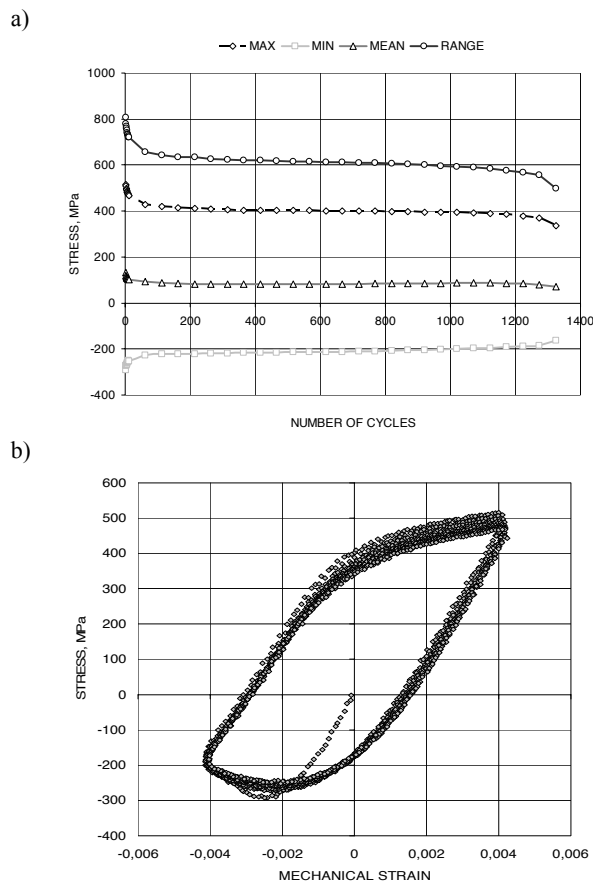 a)
MAX MIN MEAN RANGE
1000
800
600
400
200
0
-200
-400
0 200 400 600 800 1000 1200 1400
STRESS, MPa
NUMBER OF CYCLES
b)
600
500
400
300
200
100
0
-100
-200
-300
-400
-0,006 -0,004 -0,002 0 0,002 0,004 0,006
STRESS, MPa
MECHANICAL STRAIN